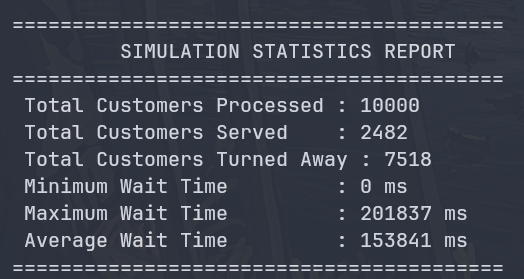 =========================================
SIMULATION STATISTICS REPORT
=========================================
Total Customers Processed : 10000
Total Customers Served    : 2482
Total Customers Turned Away : 7518
Minimum Wait Time         : 0 ms
Maximum Wait Time         : 201837 ms
Average Wait Time         : 153841 ms
=========================================